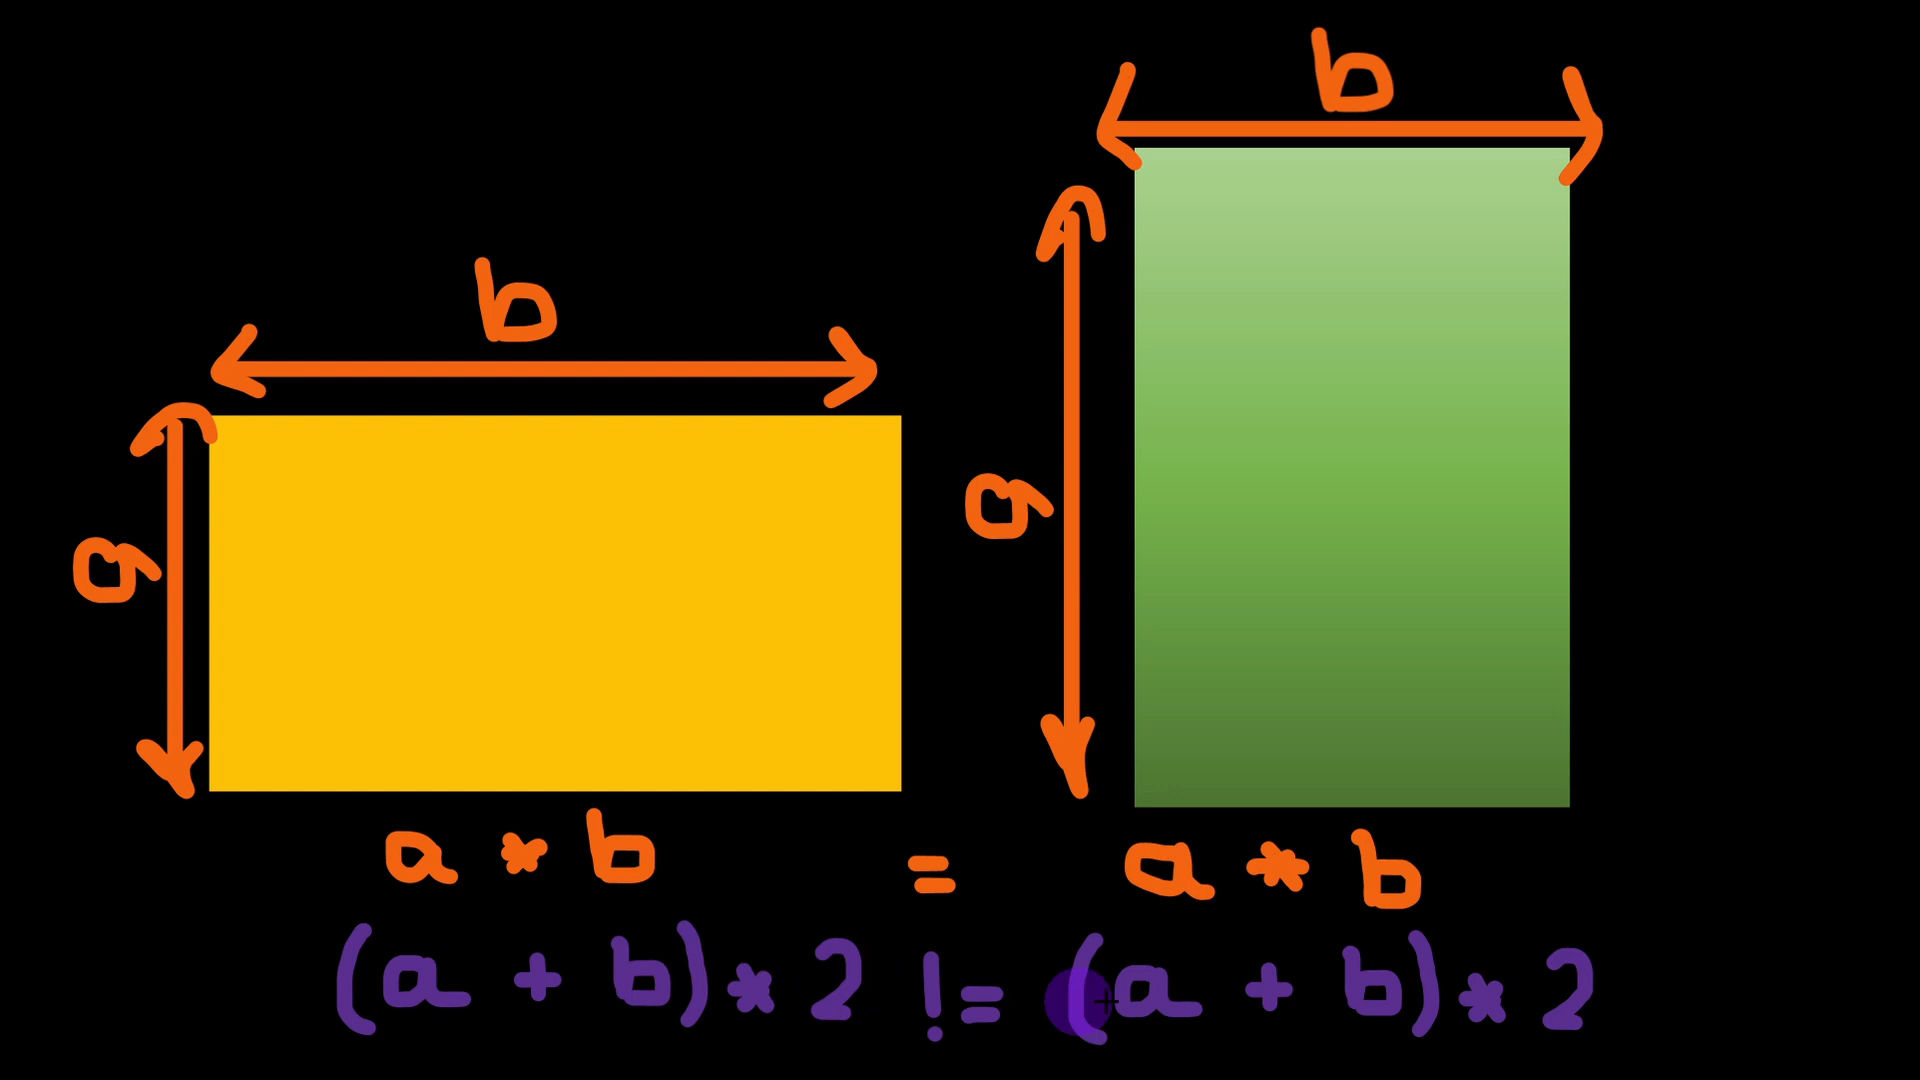 b
b
a
a
a * b = a * b
(a + b) * 2 != (a + b) * 2